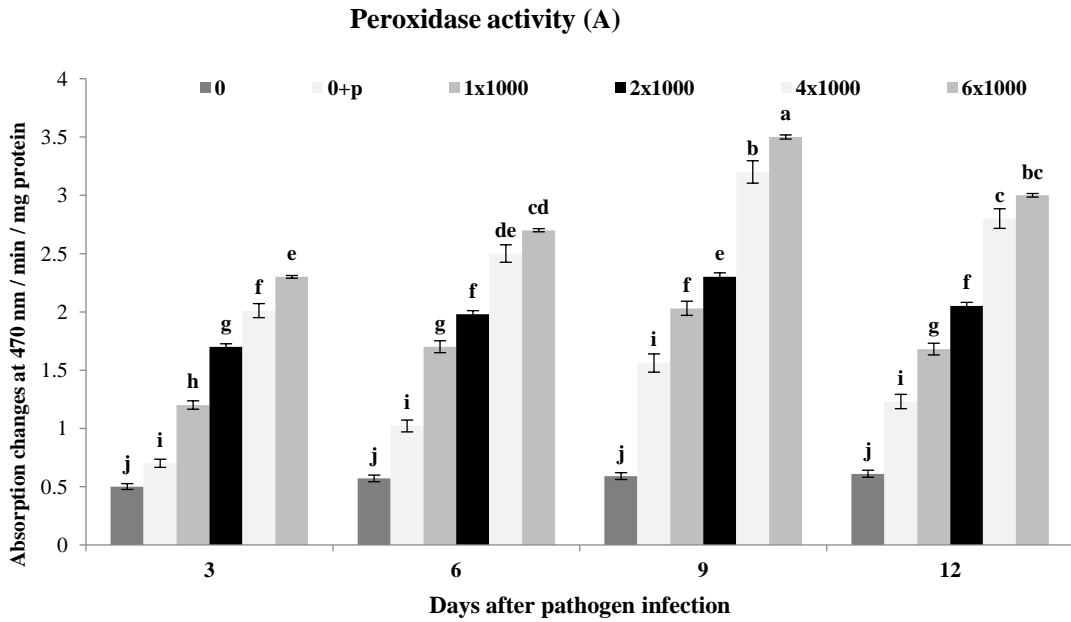 Peroxidase activity (A)
Absorption changes at 470 nm / min / mg protein
0 0+p 1x1000 2x1000 4x1000 6x1000
4
3.5
3
2.5
2
1.5
1
0.5
0
j i h g f e
j i g f de cd
j i f e b a
j i g f c bc
3 6 9 12
Days after pathogen infection